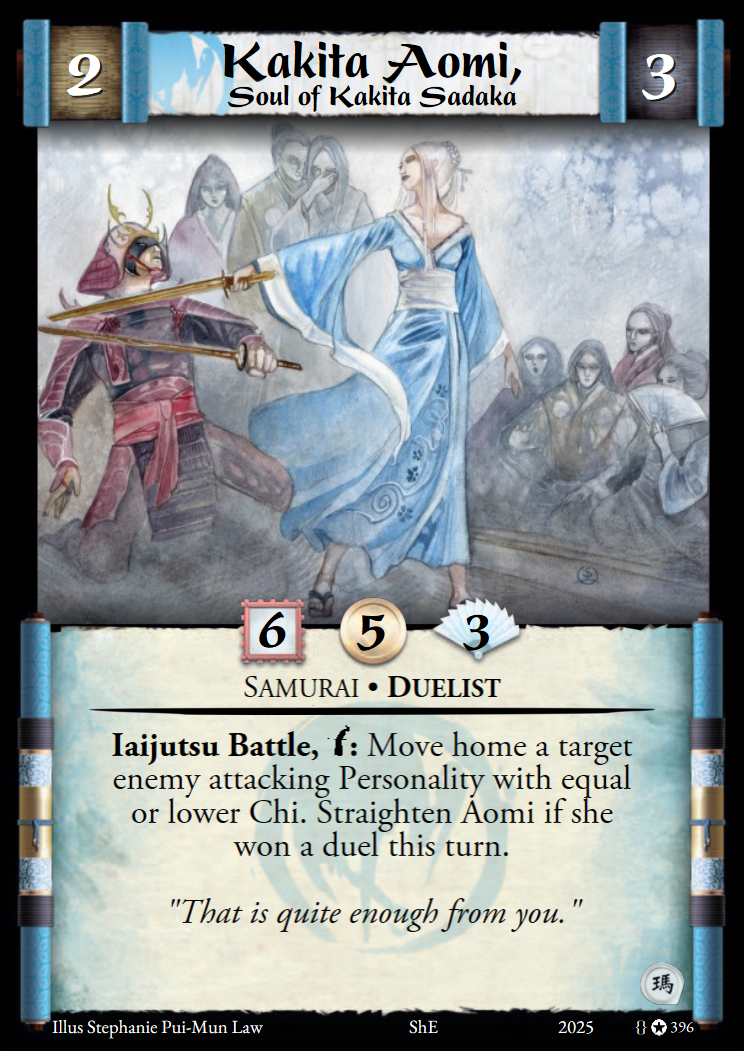 2
Kakita Aomi,
Soul of Kakita Sadaka
3
6 5 3
SAMURAI • DUELIST
Iaijutsu Battle, : Move home a target
enemy attacking Personality with equal
or lower Chi. Straighten Aomi if she
won a duel this turn.
"That is quite enough from you."
瑪
Illus Stephanie Pui-Mun Law ShE 2025 {} ✪ 396